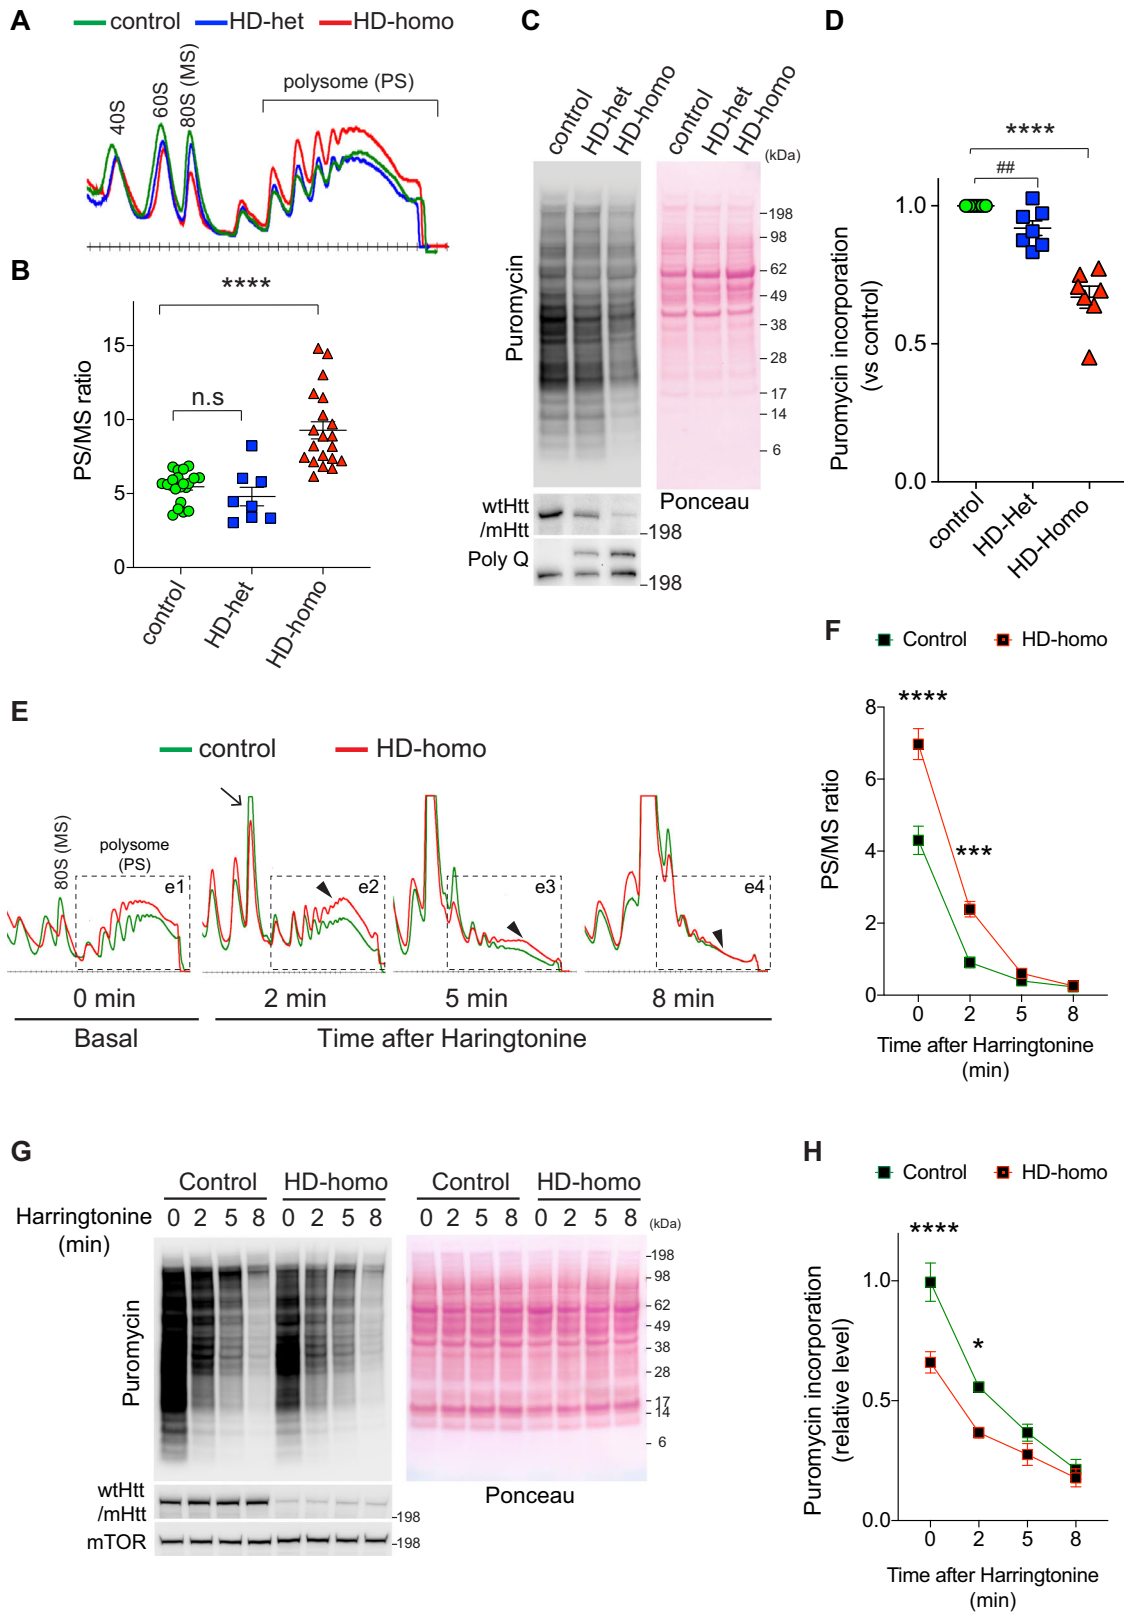 A
control HD-het HD-homo
40S
60S
80S (MS)
polysome (PS)
B
****
n.s
PS/MS ratio
15
10
5
0
control
HD-het
HD-homo
C
control
HD-het
HD-homo
control
HD-het
HD-homo
(kDa)
Puromycin
198
98
62
49
38
28
17
14
6
Ponceau
wtHtt
/mHtt
-198
Poly Q
-198
D
****
##
Puromycin incorporation
(vs control)
1.0
0.5
0.0
control
HD-Het
HD-Homo
E
control HD-homo
80S (MS)
polysome
(PS)
e1
e2
e3
e4
0 min 2 min 5 min 8 min
Basal Time after Haringtonine
F
Control HD-homo
PS/MS ratio
8
6
4
2
0
****
***
0 2 5 8
Time after Harringtonine
(min)
G
Control HD-homo Control HD-homo
Harringtonine
(min)
0 2 5 8 0 2 5 8 0 2 5 8 0 2 5 8
(kDa)
Puromycin
198
98
62
49
38
28
17
14
6
Ponceau
wtHtt
/mHtt
-198
mTOR
-198
H
Control HD-homo
Puromycin incorporation
(relative level)
1.0
0.5
0.0
****
*
0 2 5 8
Time after Harringtonine
(min)